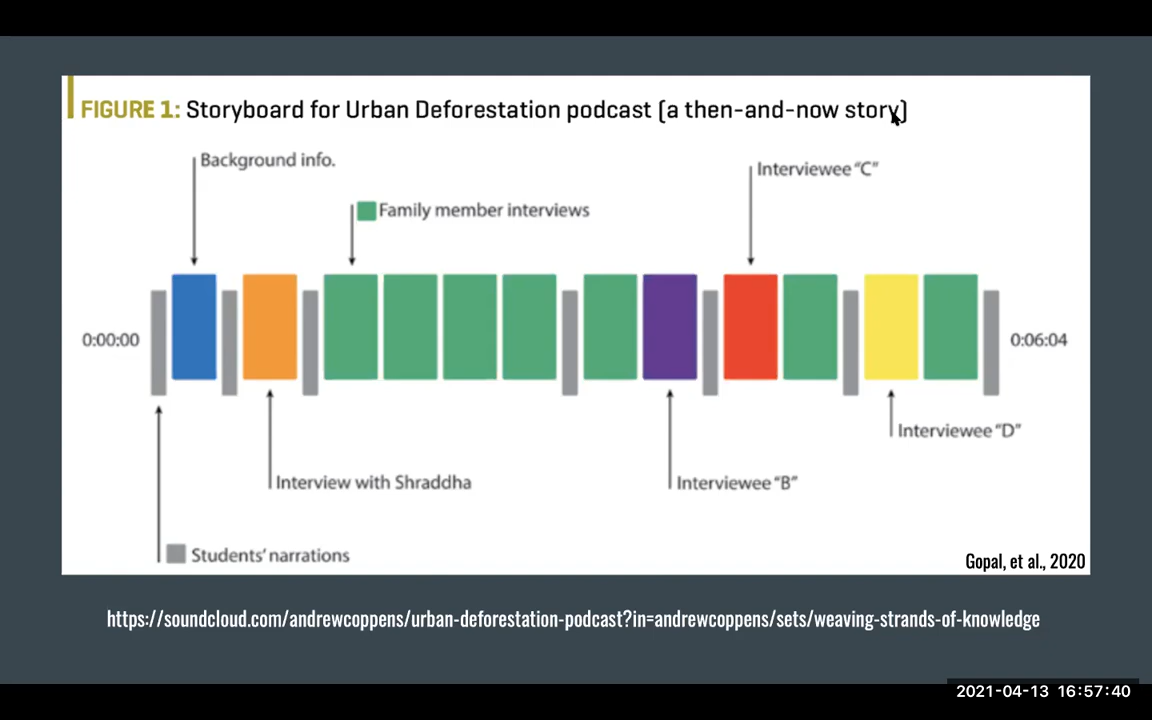 FIGURE 1: Storyboard for Urban Deforestation podcast (a then-and-now story)
Background info.
Interviewee “C”
Family member interviews
0:00:00
0:06:04
Interviewee “D”
Interview with Shraddha
Interviewee “B”
Students’ narrations
Gopal, et al., 2020
https://soundcloud.com/andrewcoppens/urban-deforestation-podcast?in=andrewcoppens/sets/weaving-strands-of-knowledge
2021-04-13 16:57:40